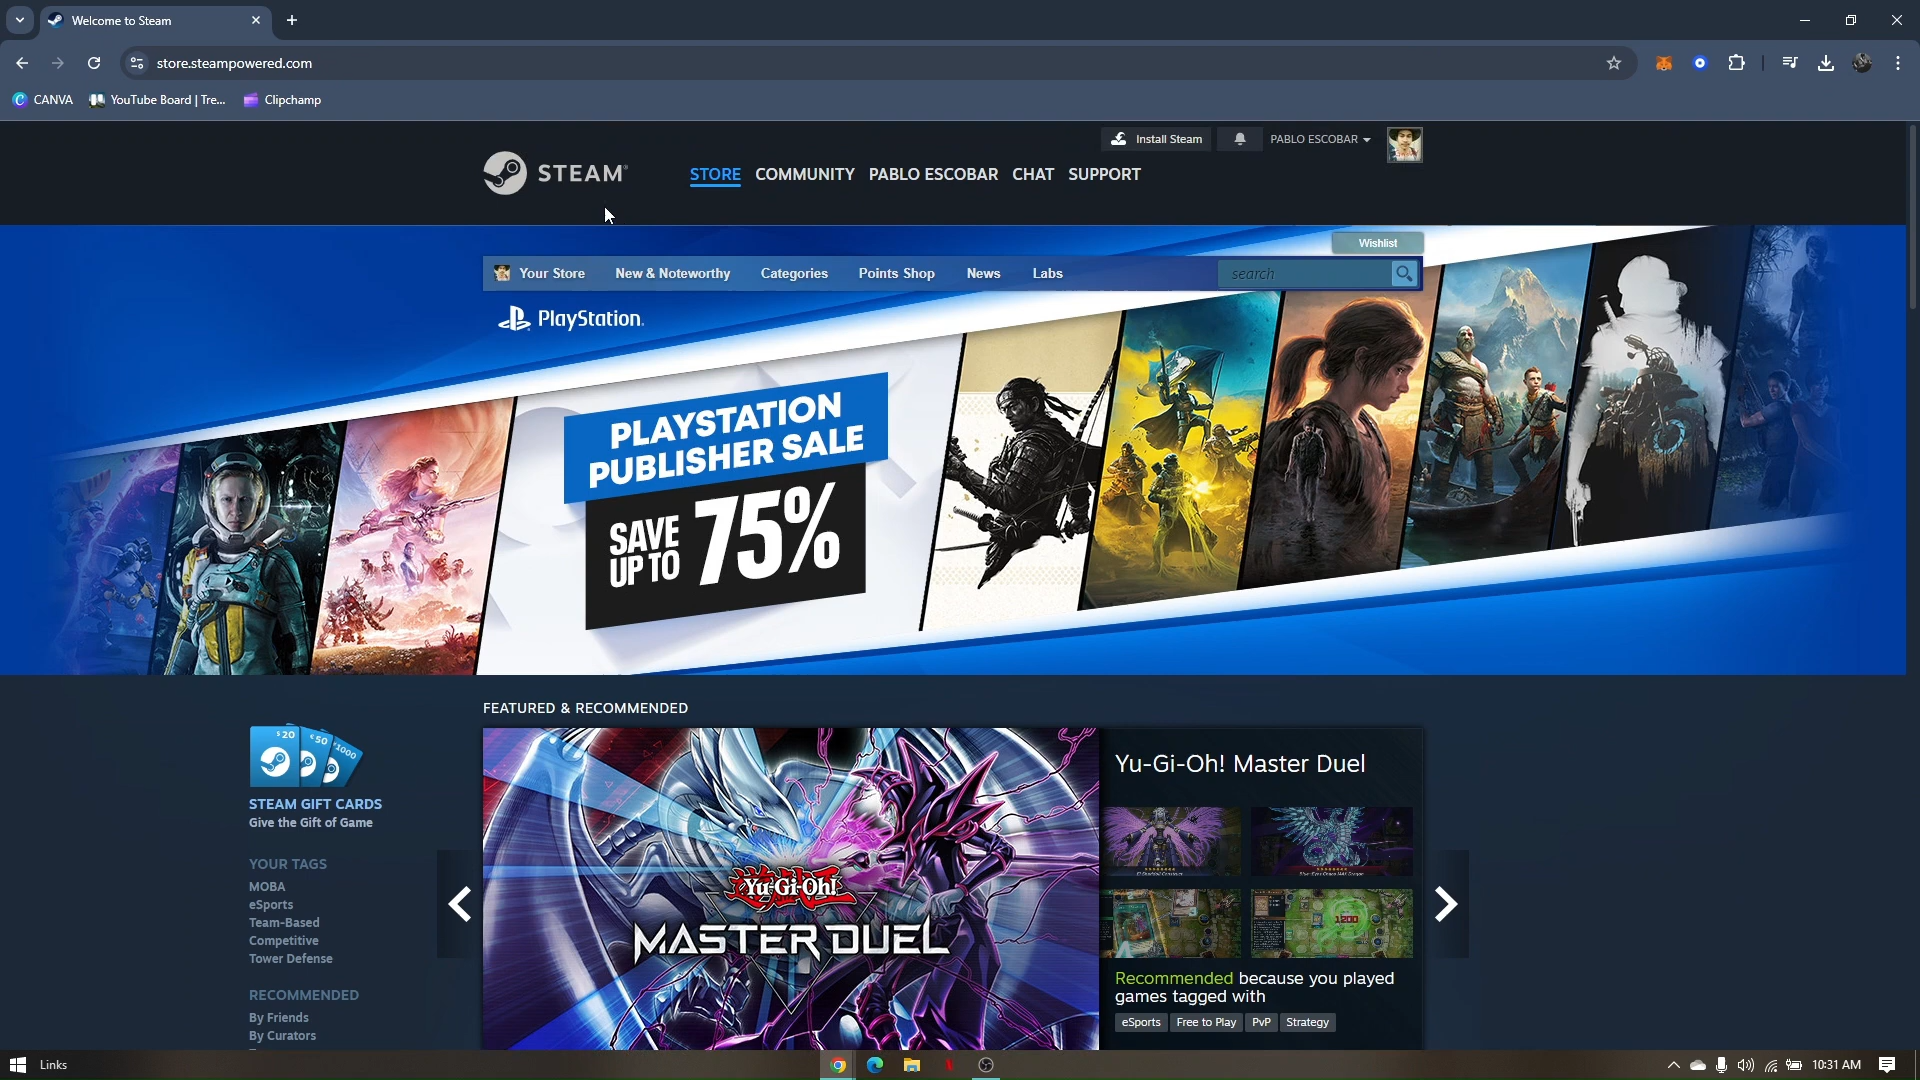 Welcome to Steam
store.steampowered.com
CANVA
YouTube Board | Tre...
Clipchamp
Install Steam
PABLO ESCOBAR
STEAM
STORE
COMMUNITY
PABLO ESCOBAR
CHAT
SUPPORT
Wishlist
Your Store
New & Noteworthy
Categories
Points Shop
News
Labs
search
PlayStation.
PLAYSTATION
PUBLISHER SALE
SAVE
UP TO
75%
FEATURED & RECOMMENDED
$20
€50
¥1000
STEAM GIFT CARDS
Give the Gift of Game
YOUR TAGS
MOBA
eSports
Team-Based
Competitive
Tower Defense
RECOMMENDED
By Friends
By Curators
Yu-Gi-Oh!
MASTER DUEL
Yu-Gi-Oh! Master Duel
1200
Recommended because you played
games tagged with
eSports
Free to Play
PvP
Strategy
Links
10:31 AM